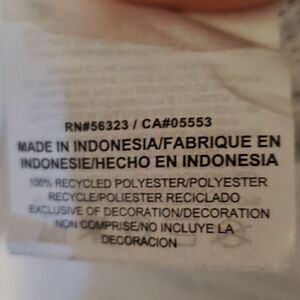 RN#56323 / CA#05553
MADE IN INDONESIA/FABRIQUE EN
INDONESIE/HECHO EN INDONESIA
100% RECYCLED POLYESTER/POLYESTER
RECYCLE/POLIESTER RECICLADO
EXCLUSIVE OF DECORATION/DECORATION
NON COMPRISE/NO INCLUYE LA
DECORACION